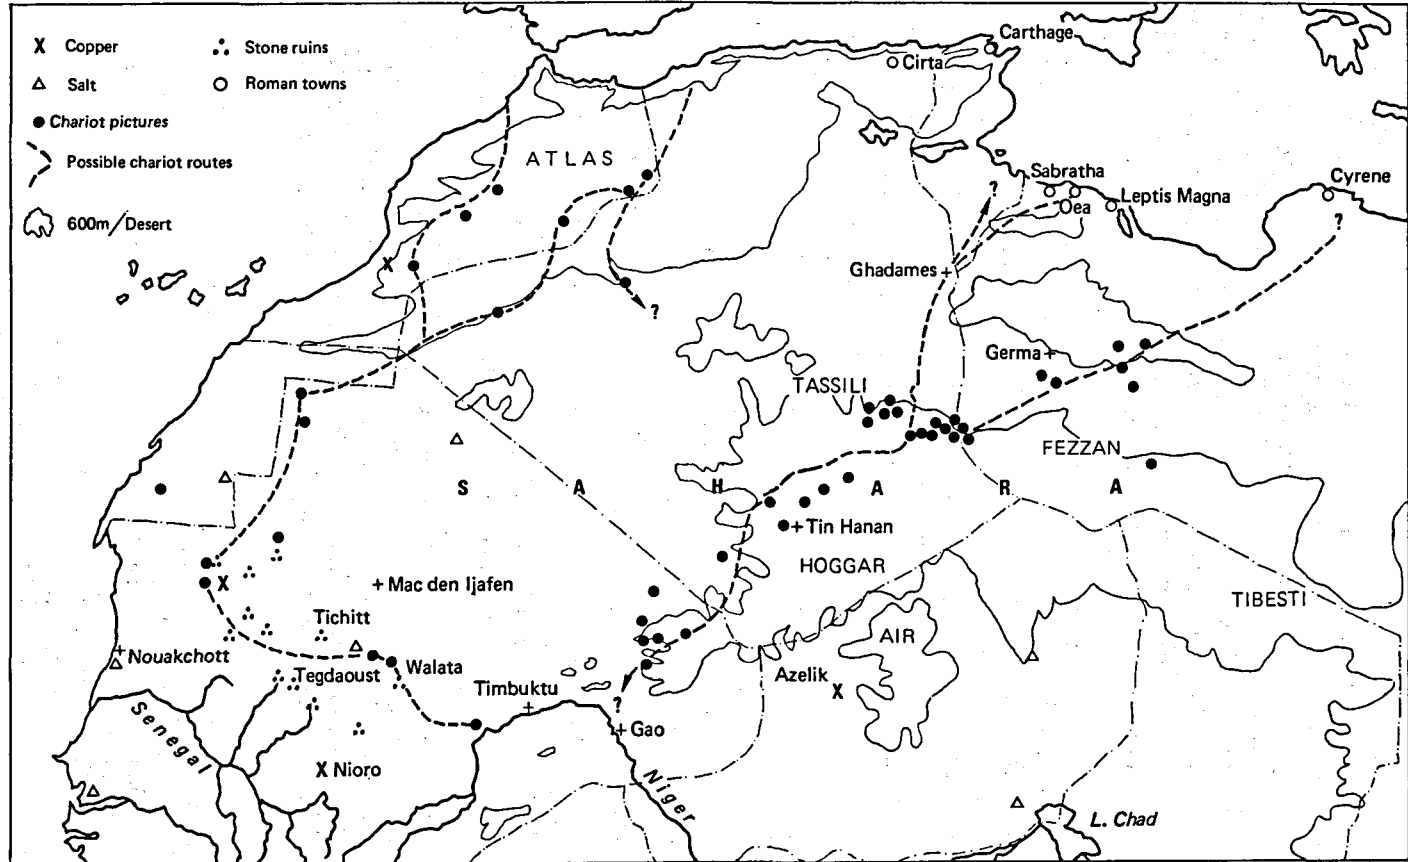 X Copper
Stone ruins
Salt
Roman towns
Chariot pictures
Possible chariot routes
600m/Desert
Carthage
Cirta
ATLAS
Sabratha
Oea
Leptis Magna
Cyrene
?
?
X
Ghadames
?
Germa
TASSILI
FEZZAN
S A H A R A
Tin Hanan
HOGGAR
X
Mac den Ijafen
TIBESTI
Tichitt
AIR
Nouakchott
Tegdaoust
Walata
Azelik
X
Timbuktu
?
Gao
Senegal
X Nioro
Niger
L. Chad